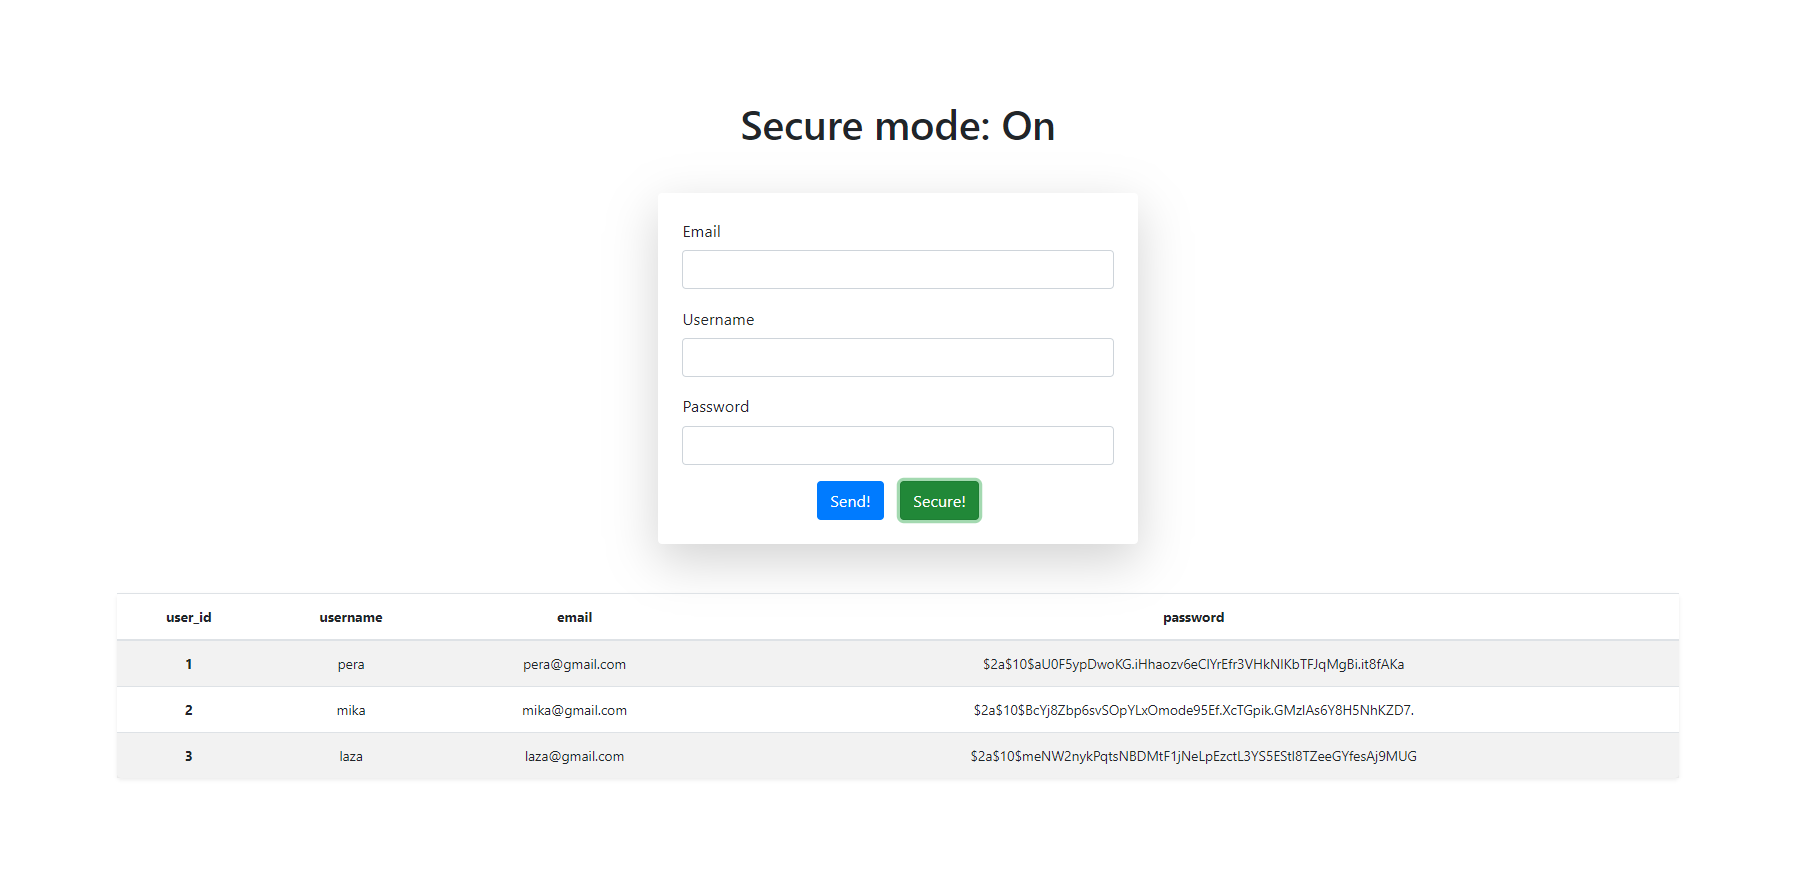 Secure mode: On
Email
Username
Password
Send! Secure!
user_id username email password
1 pera pera@gmail.com $2a$10$aU0F5ypDwoKG.iHhaozv6eClYrEfr3VHkNIKbTFJqMgBi.it8fAKa
2 mika mika@gmail.com $2a$10$BcYj8Zbp6svSOpYLxOmode95Ef.XcTGpik.GMzIAs6Y8H5NhKZD7.
3 laza laza@gmail.com $2a$10$meNW2nykPqtsNBDMtF1jNeLpEzctL3YS5EStI8TZeeGYfesAj9MUG